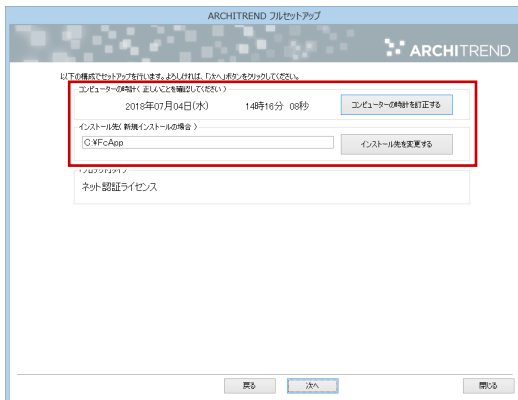 ARCHITREND フルセットアップ
ARCHITREND
以下の構成でセットアップを行います。よろしければ、「次へ」ボタンをクリックしてください。
コンピューターの時計( 正しいことを確認してください )
2018年07月04日(水) 14時16分 08秒 コンピューターの時計を訂正する
インストール先( 新規インストールの場合 )
C:¥FcApp インストール先を変更する
プロテクトタイプ
ネット認証ライセンス
戻る 次へ 閉じる